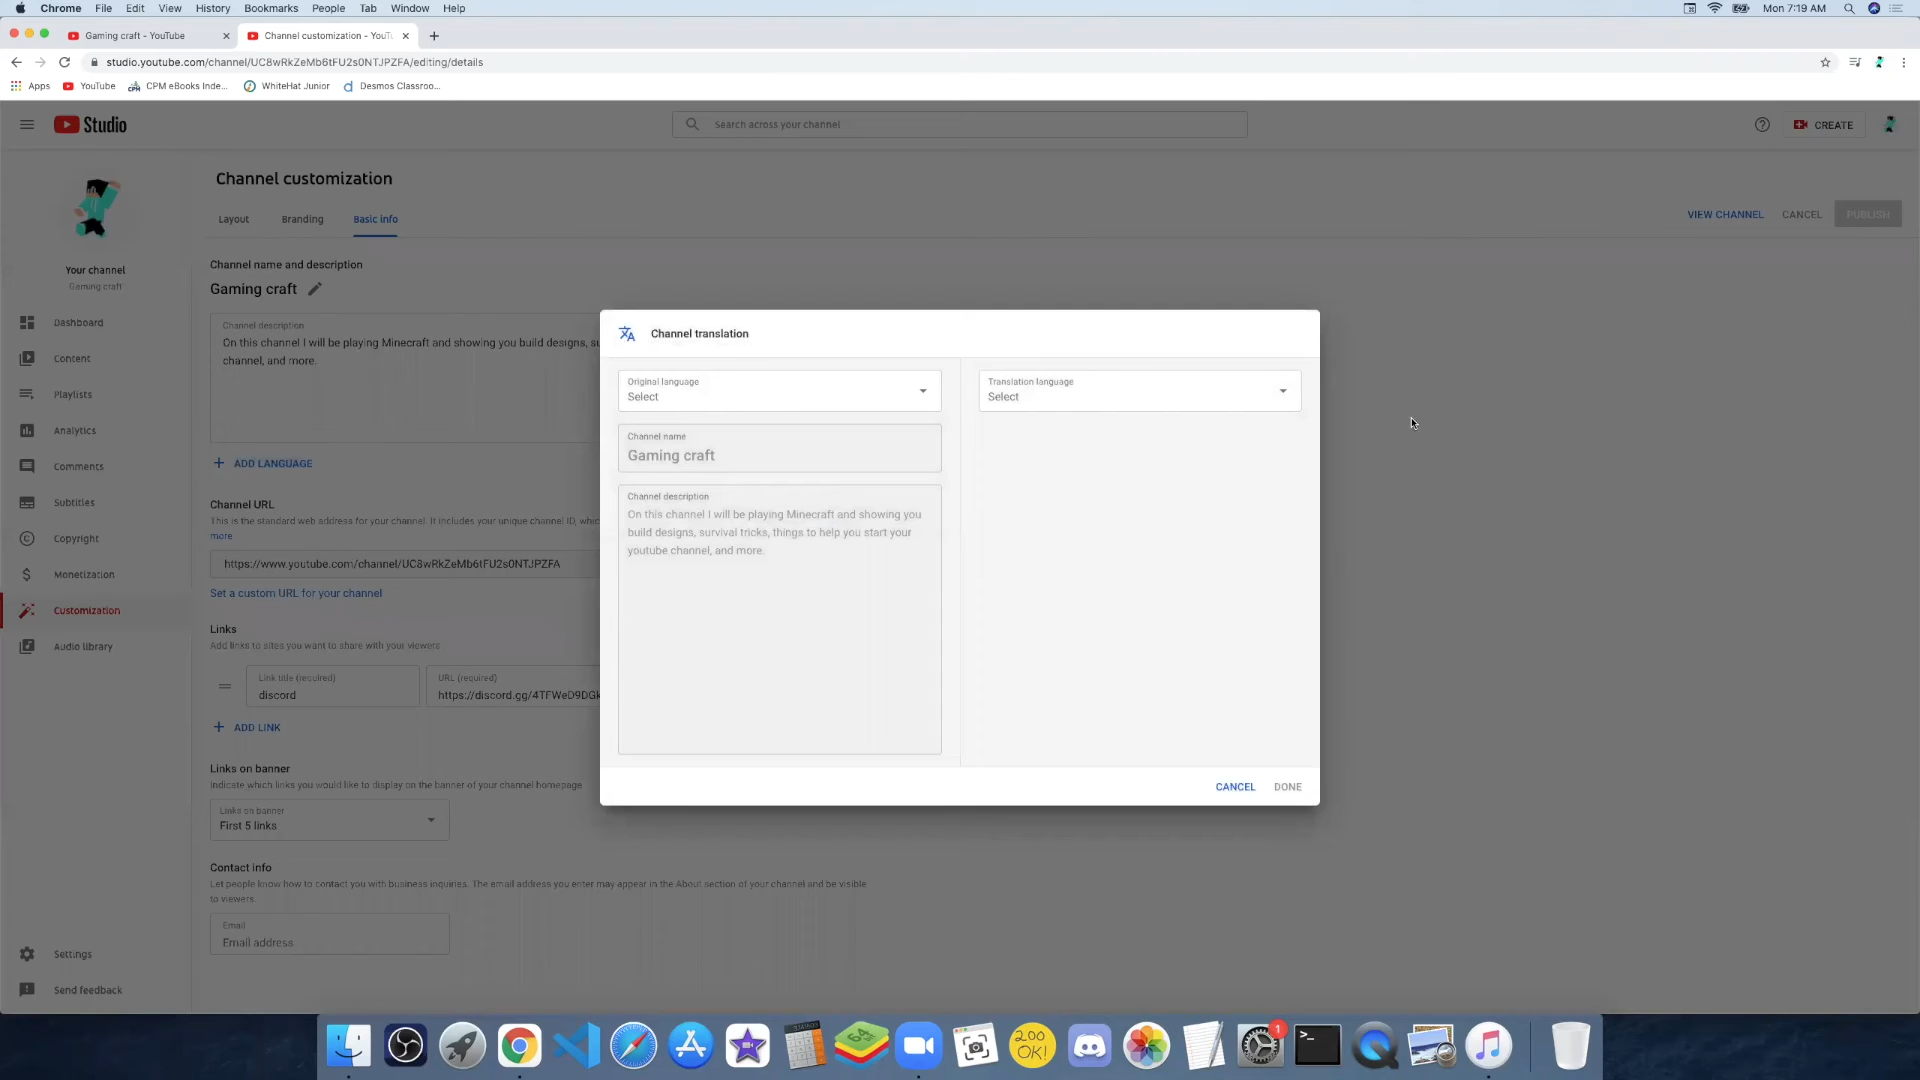 Chrome File Edit View History Bookmarks People Tab Window Help
Mon 7:19 AM
Gaming craft - YouTube
Channel customization - YouT
studio.youtube.com/channel/UC8wRkZeMb6tFU2s0NTJPZFA/editing/details
Apps YouTube CPM eBooks Inde... WhiteHat Junior Desmos Classroo...
Studio
Search across your channel
CREATE
Channel customization
Layout Branding Basic info
VIEW CHANNEL CANCEL PUBLISH
Your channel
Gaming craft
Dashboard
Content
Playlists
Analytics
Comments
Subtitles
Copyright
Monetization
Customization
Audio library
Settings
Send feedback
Channel name and description
Gaming craft
Channel description
On this channel I will be playing Minecraft and showing you build designs, su
channel, and more.
ADD LANGUAGE
Channel URL
This is the standard web address for your channel. It includes your unique channel ID, whic
more
https://www.youtube.com/channel/UC8wRkZeMb6tFU2s0NTJPZFA
Set a custom URL for your channel
Links
Add links to sites you want to share with your viewers
Link title (required)
discord
URL (required)
https://discord.gg/4TFWeD9DGk
ADD LINK
Links on banner
Indicate which links you would like to display on the banner of your channel homepage
Links on banner
First 5 links
Contact info
Let people know how to contact you with business inquiries. The email address you enter may appear in the About section of your channel and be visible
to viewers.
Email
Email address
Channel translation
Original language
Select
Channel name
Gaming craft
Channel description
On this channel I will be playing Minecraft and showing you
build designs, survival tricks, things to help you start your
youtube channel, and more.
Translation language
Select
CANCEL DONE
64
200
OK!
1